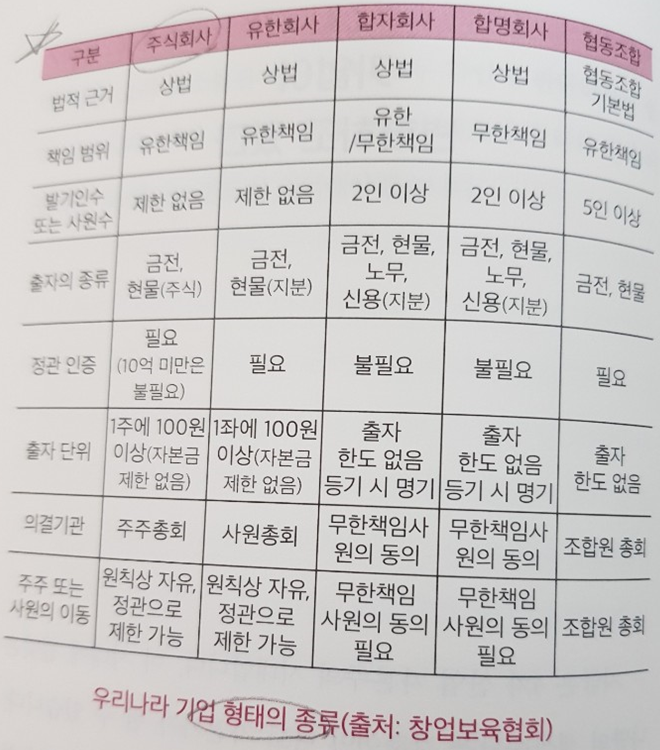 구분 주식회사 유한회사 합자회사 합명회사 협동조합
법적 근거 상법 상법 상법 상법 협동조합
기본법
책임 범위 유한책임 유한책임 유한
/무한책임 무한책임 유한책임
발기인수
또는 사원수 제한 없음 제한 없음 2인 이상 2인 이상 5인 이상
출자의 종류 금전,
현물(주식) 금전,
현물(지분) 금전, 현물,
노무,
신용(지분) 금전, 현물,
노무,
신용(지분) 금전, 현물
정관 인증 필요
(10억 미만은
불필요) 필요 불필요 불필요 필요
출자 단위 1주에 100원
이상(자본금
제한 없음) 1좌에 100원
이상(자본금
제한 없음) 출자
한도 없음
등기 시 명기 출자
한도 없음
등기 시 명기 출자
한도 없음
의결기관 주주총회 사원총회 무한책임사
원의 동의 무한책임사
원의 동의 조합원 총회
주주 또는
사원의 이동 원칙상 자유,
정관으로
제한 가능 원칙상 자유,
정관으로
제한 가능 무한책임
사원의 동의
필요 무한책임
사원의 동의
필요 조합원 총회
우리나라 기업 형태의 종류(출처: 창업보육협회)